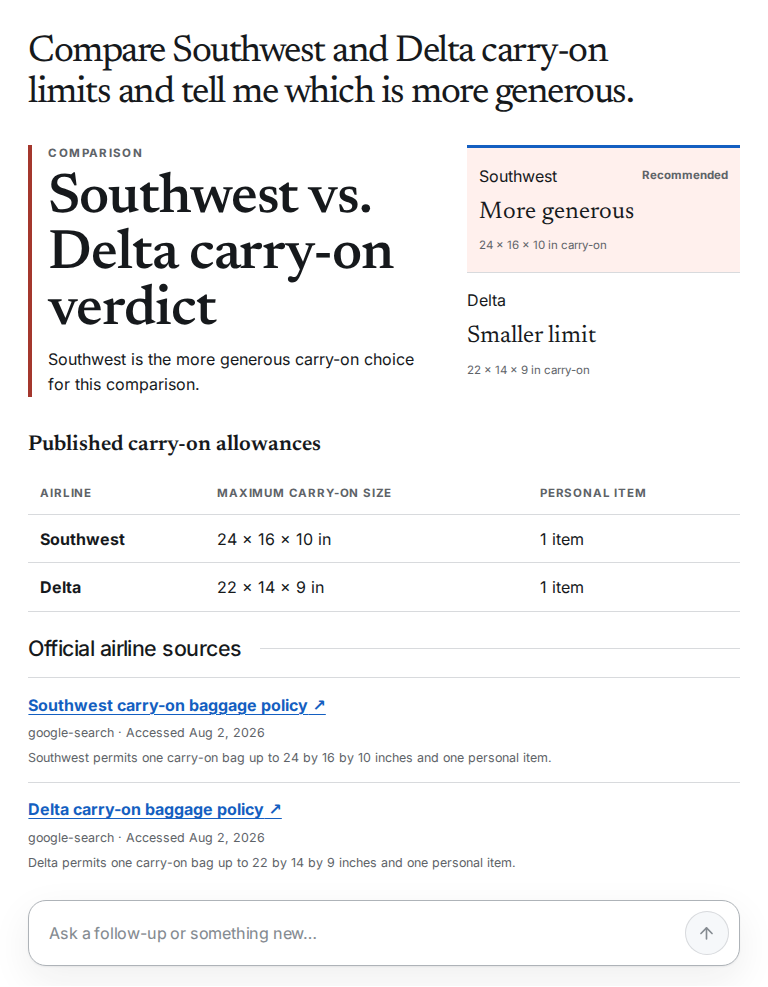 Compare Southwest and Delta carry-on
limits and tell me which is more generous.
COMPARISON
Southwest vs.
Delta carry-on
verdict
Southwest is the more generous carry-on choice
for this comparison.
Southwest
Recommended
More generous
24 × 16 × 10 in carry-on
Delta
Smaller limit
22 × 14 × 9 in carry-on
Published carry-on allowances
AIRLINE MAXIMUM CARRY-ON SIZE PERSONAL ITEM
Southwest 24 × 16 × 10 in 1 item
Delta 22 × 14 × 9 in 1 item
Official airline sources
Southwest carry-on baggage policy ↗
google-search · Accessed Aug 2, 2026
Southwest permits one carry-on bag up to 24 by 16 by 10 inches and one personal item.
Delta carry-on baggage policy ↗
google-search · Accessed Aug 2, 2026
Delta permits one carry-on bag up to 22 by 14 by 9 inches and one personal item.
Ask a follow-up or something new...